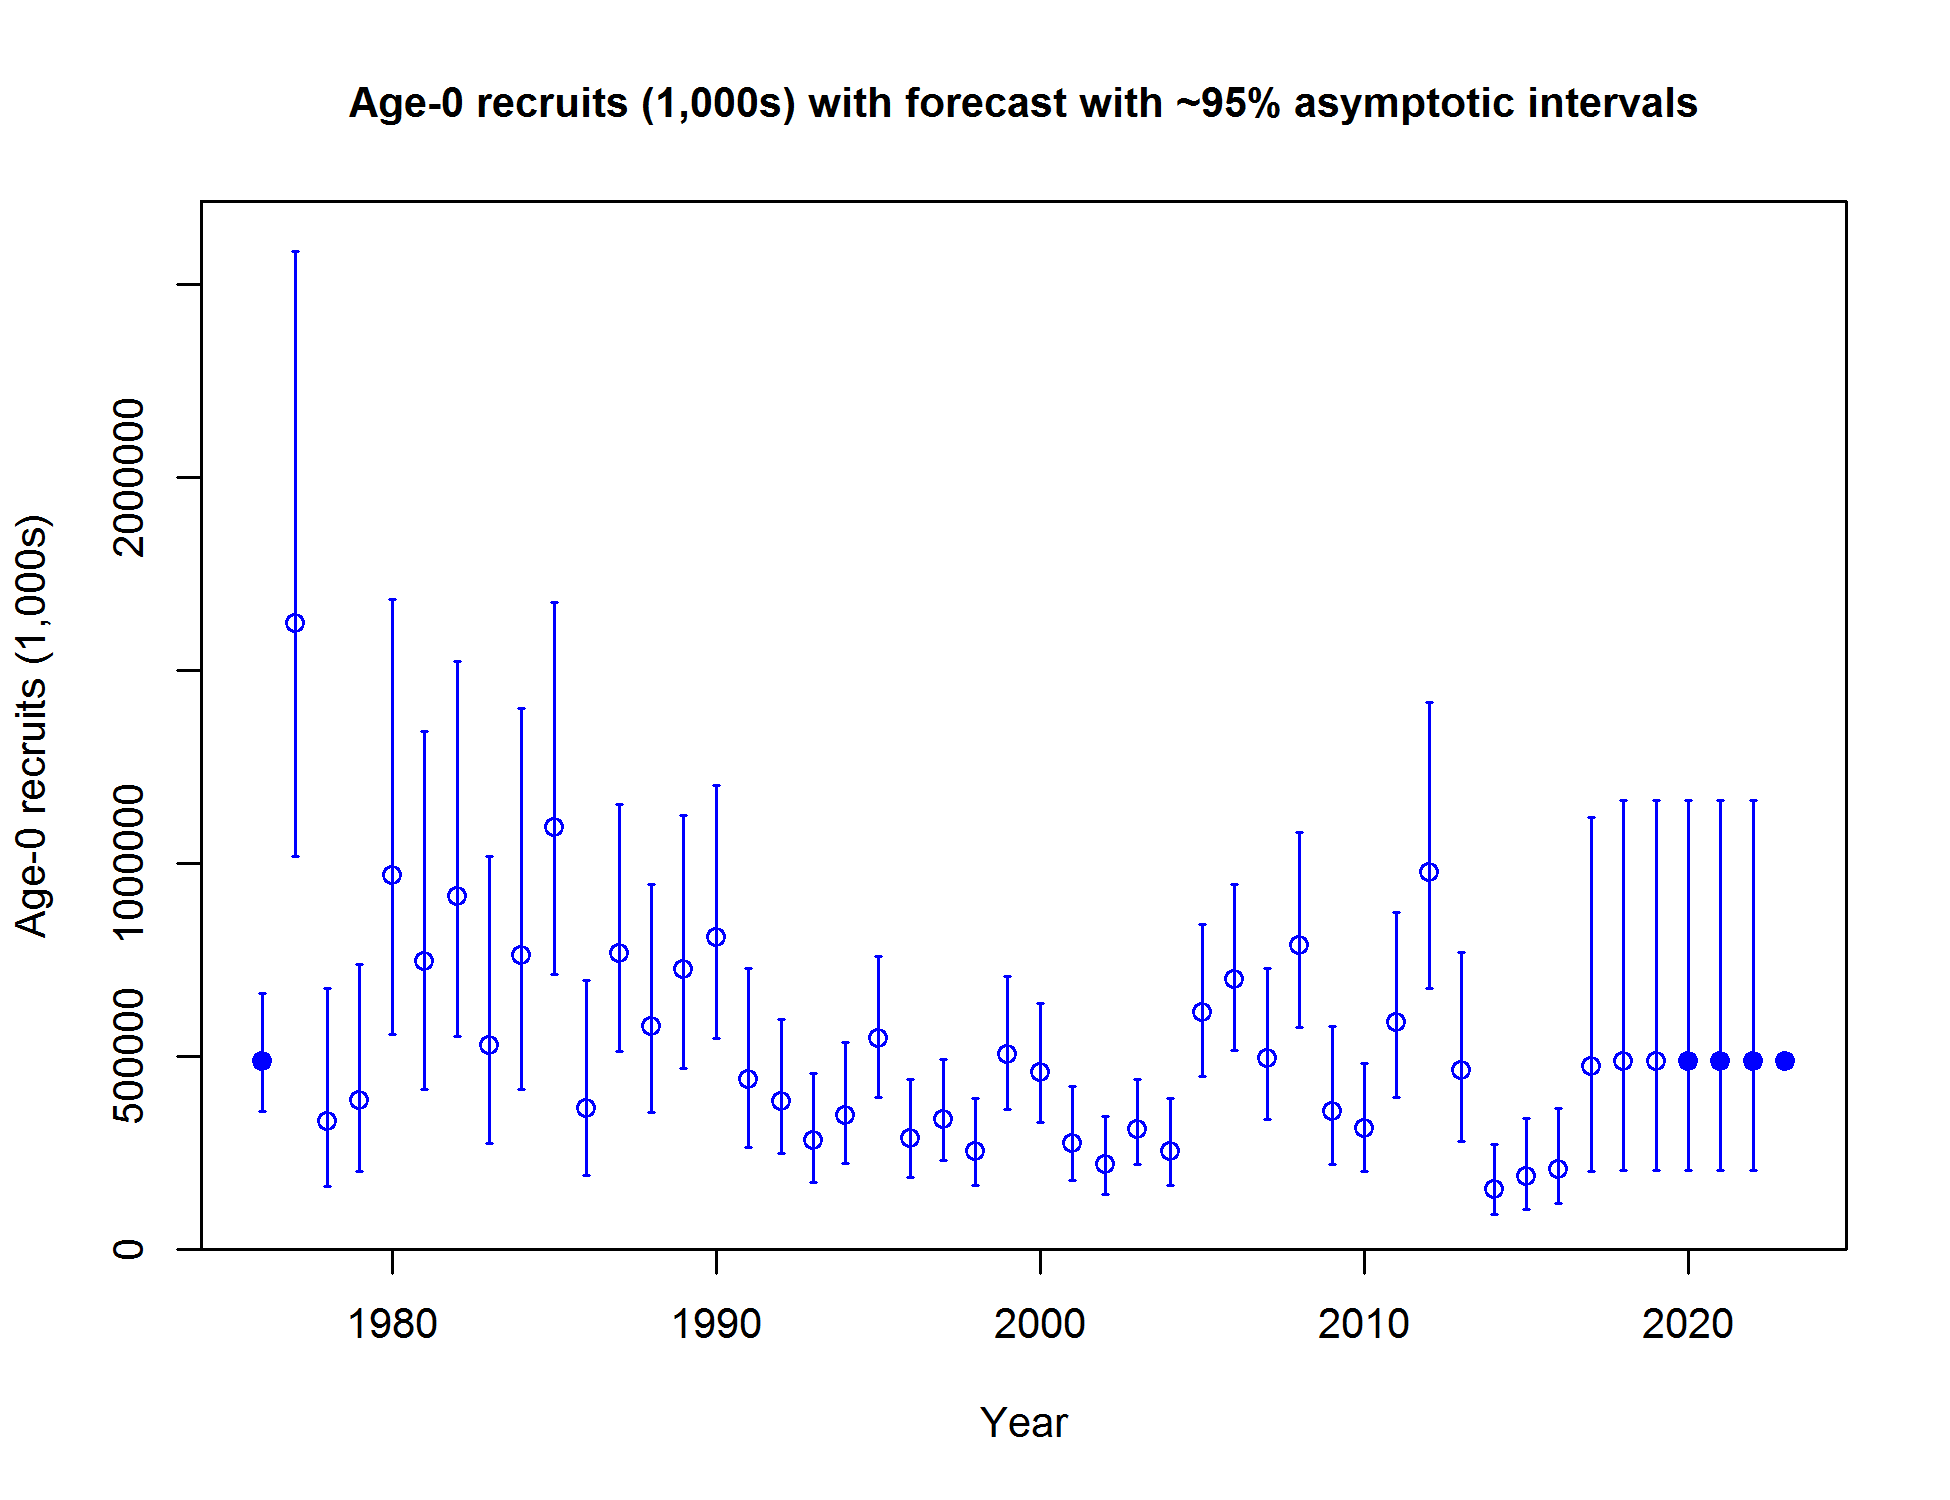 Age-0 recruits (1,000s) with forecast with ~95% asymptotic intervals
Age-0 recruits (1,000s)
2000000
1000000
500000
0
1980 1990 2000 2010 2020
Year